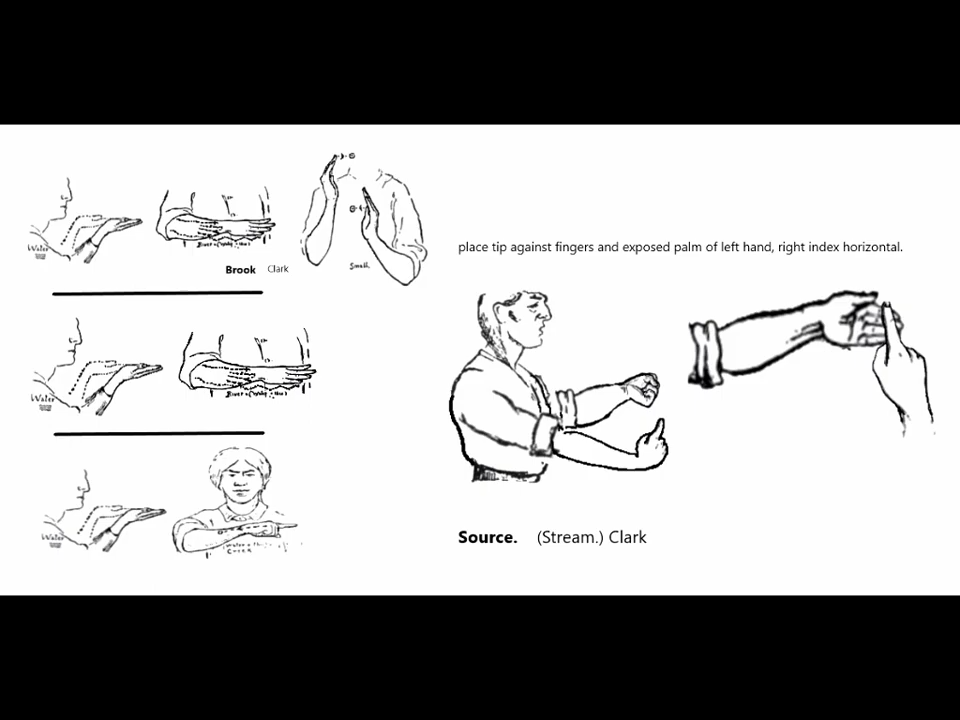 Water
Brook Clark
Small.
place tip against fingers and exposed palm of left hand, right index horizontal.
Water
Water
Source. (Stream.) Clark